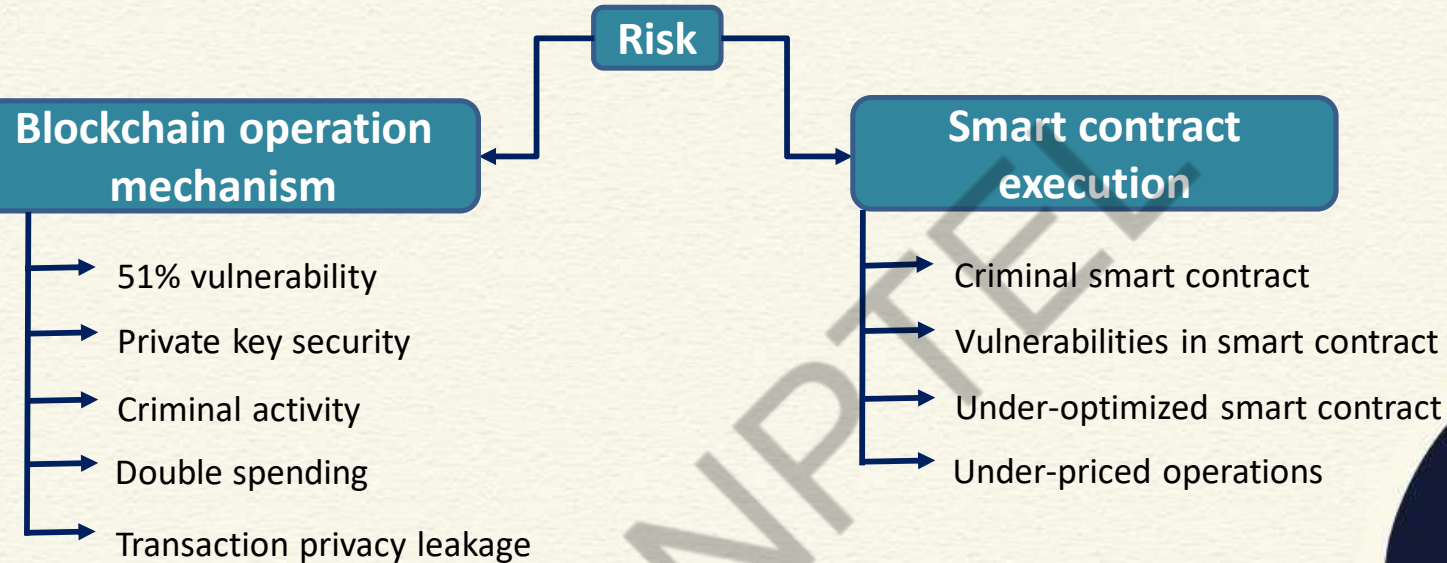 Risk
Blockchain operation
mechanism
51% vulnerability
Private key security
Criminal activity
Double spending
Transaction privacy leakage
Smart contract
execution
Criminal smart contract
Vulnerabilities in smart contract
Under-optimized smart contract
Under-priced operations
NPTEL